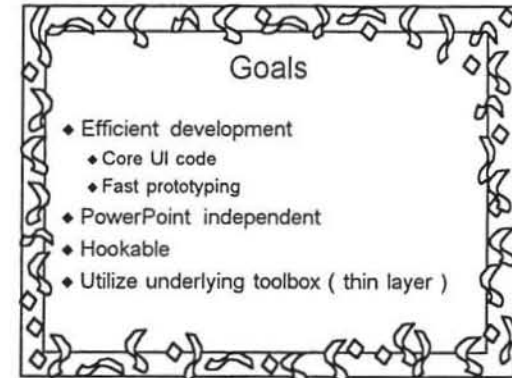 Goals
◆ Efficient development
◆ Core UI code
◆ Fast prototyping
◆ PowerPoint independent
◆ Hookable
◆ Utilize underlying toolbox ( thin layer )